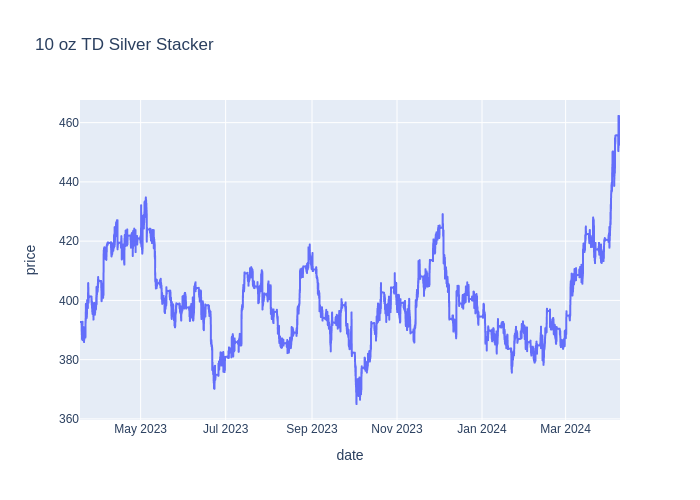 10 oz TD Silver Stacker
460
440
420
400
380
360
price
May 2023
Jul 2023
Sep 2023
Nov 2023
Jan 2024
Mar 2024
date